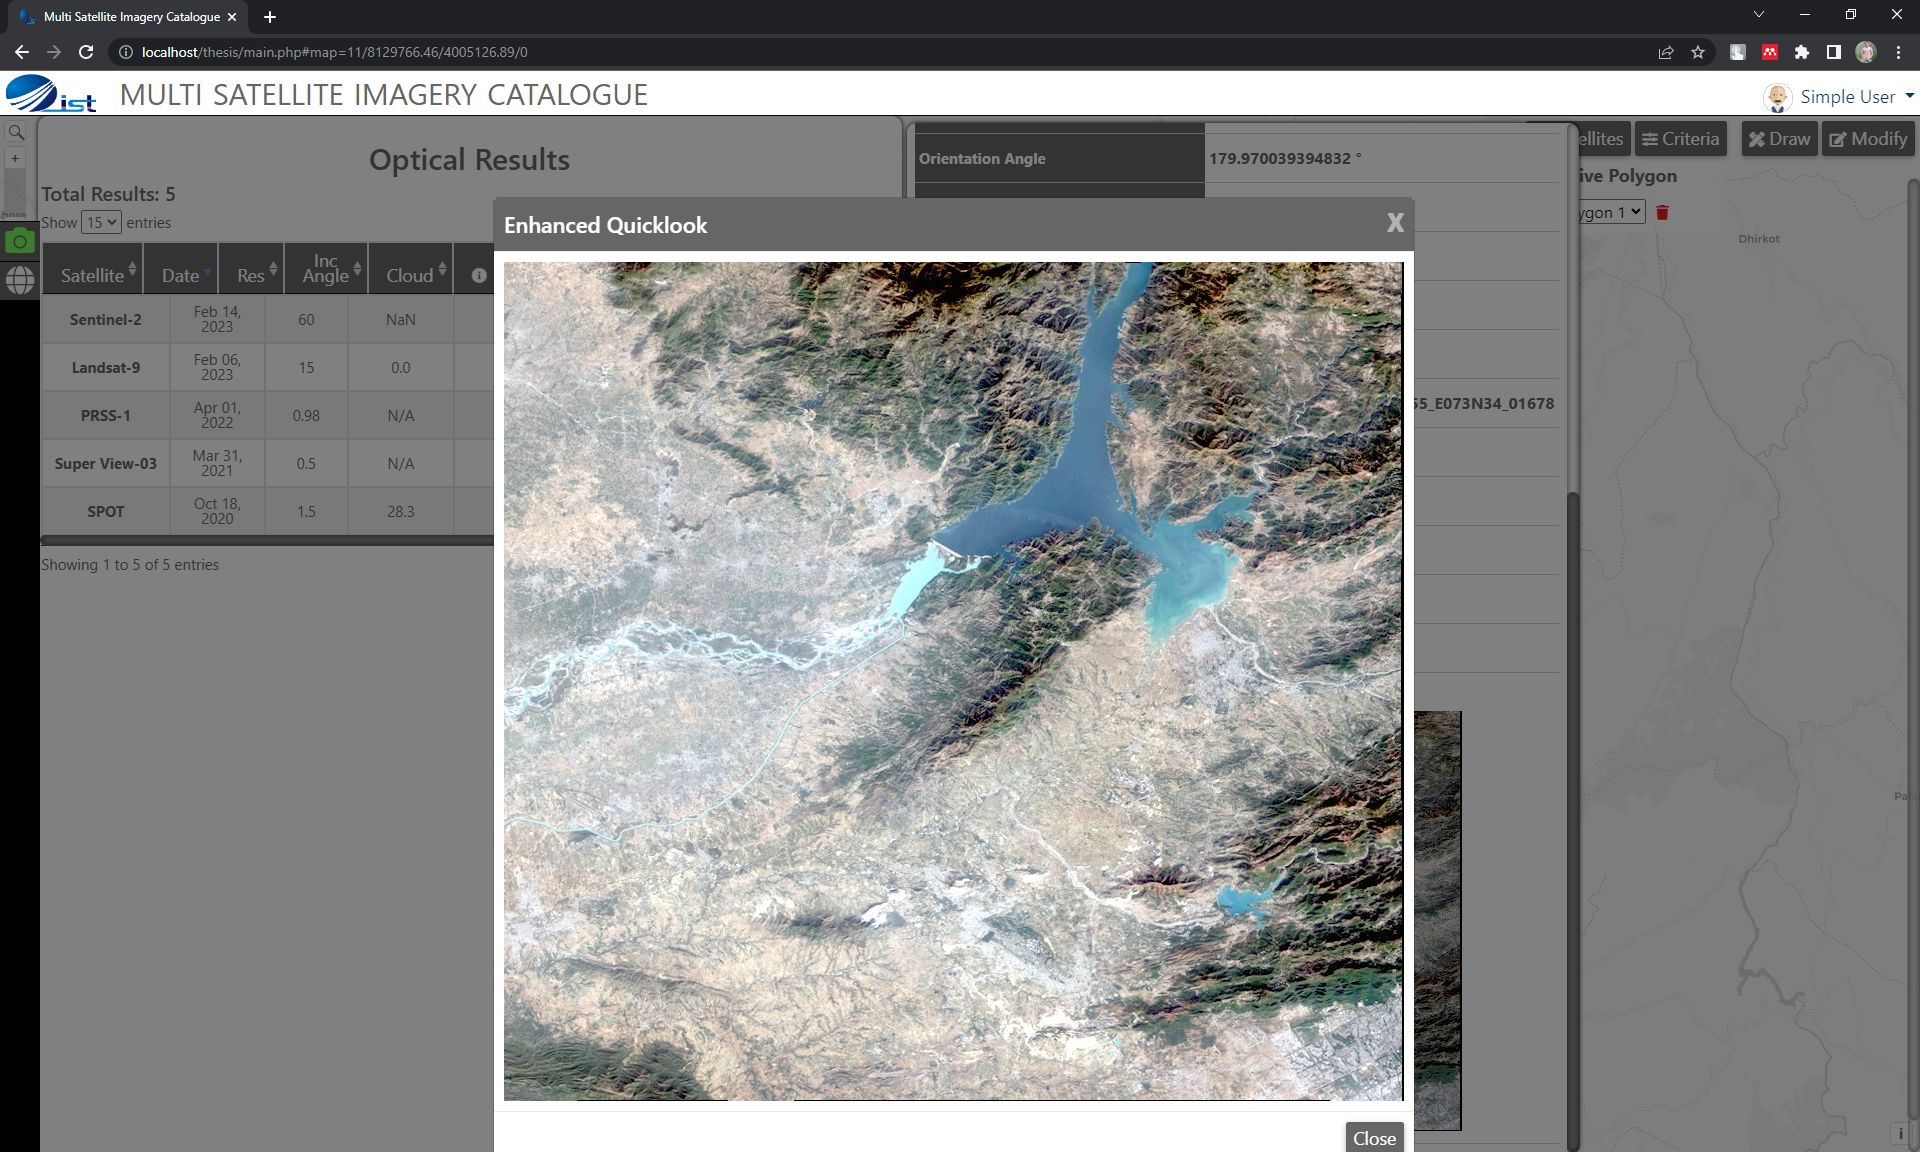 Multi Satellite Imagery Catalogue
localhost/thesis/main.php#map=11/8129766.46/4005126.89/0
ist MULTI SATELLITE IMAGERY CATALOGUE
Simple User
Optical Results
Total Results: 5
Show 15 entries
Satellite Date Res Inc Angle Cloud
Sentinel-2 Feb 14, 2023 60 NaN
Landsat-9 Feb 06, 2023 15 0.0
PRSS-1 Apr 01, 2022 0.98 N/A
Super View-03 Mar 31, 2021 0.5 N/A
SPOT Oct 18, 2020 1.5 28.3
Showing 1 to 5 of 5 entries
Orientation Angle 179.970039394832 °
Enhanced Quicklook X
55_E073N34_01678
Close
ellites Criteria Draw Modify
ive Polygon
ygon 1
Dhirkot